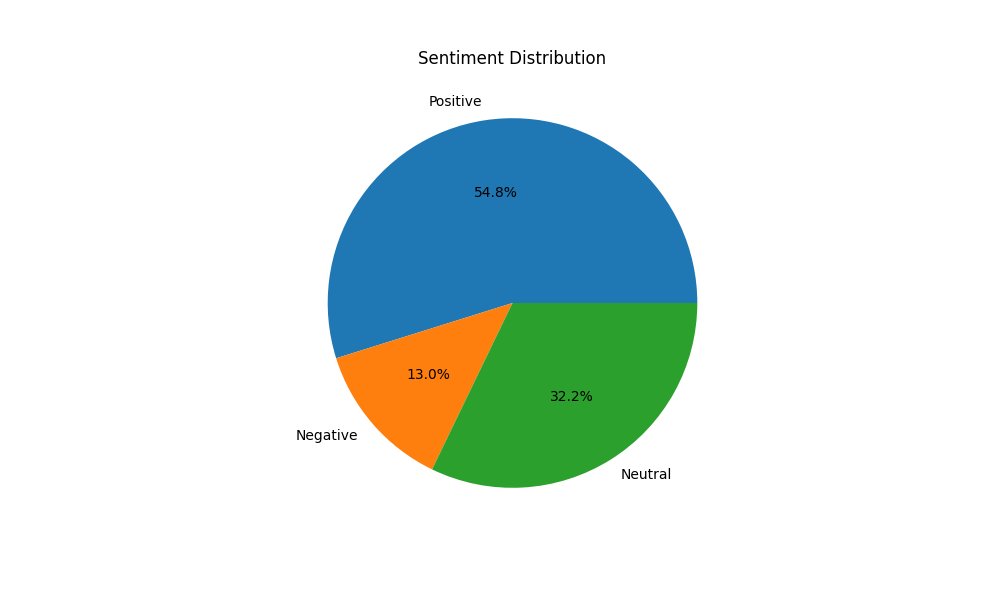 Sentiment Distribution
Positive
54.8%
13.0%
32.2%
Negative
Neutral